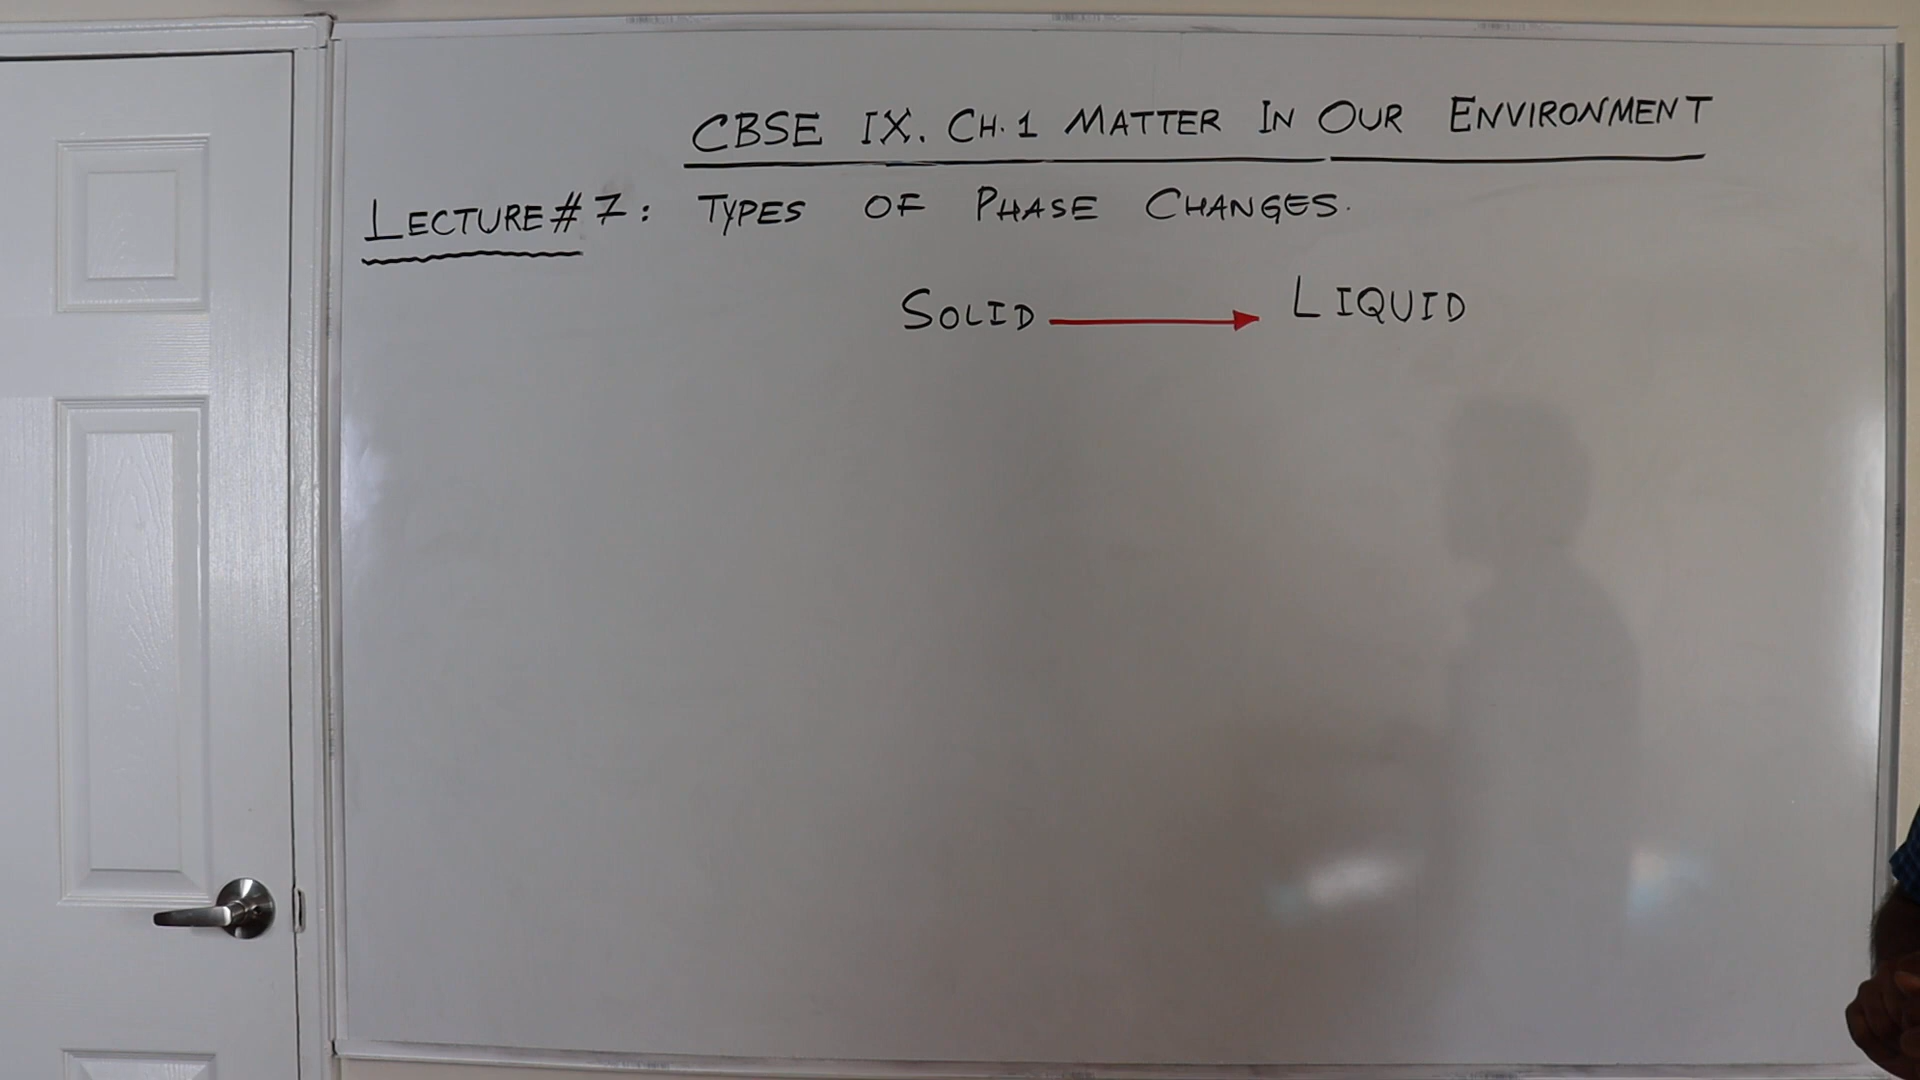 CBSE IX. CH. 1 MATTER IN OUR ENVIRONMENT
LECTURE # 7: TYPES OF PHASE CHANGES.
SOLID → LIQUID